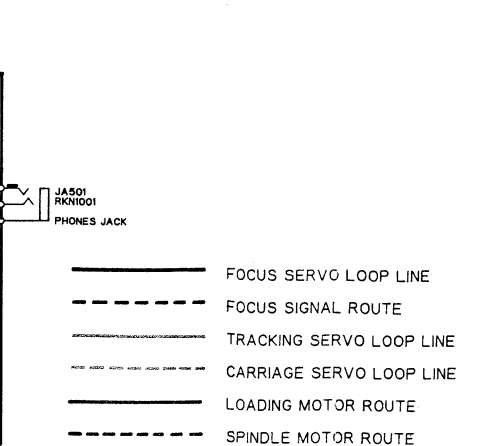 JA501
RKN1001
PHONES JACK
FOCUS SERVO LOOP LINE
FOCUS SIGNAL ROUTE
TRACKING SERVO LOOP LINE
CARRIAGE SERVO LOOP LINE
LOADING MOTOR ROUTE
SPINDLE MOTOR ROUTE